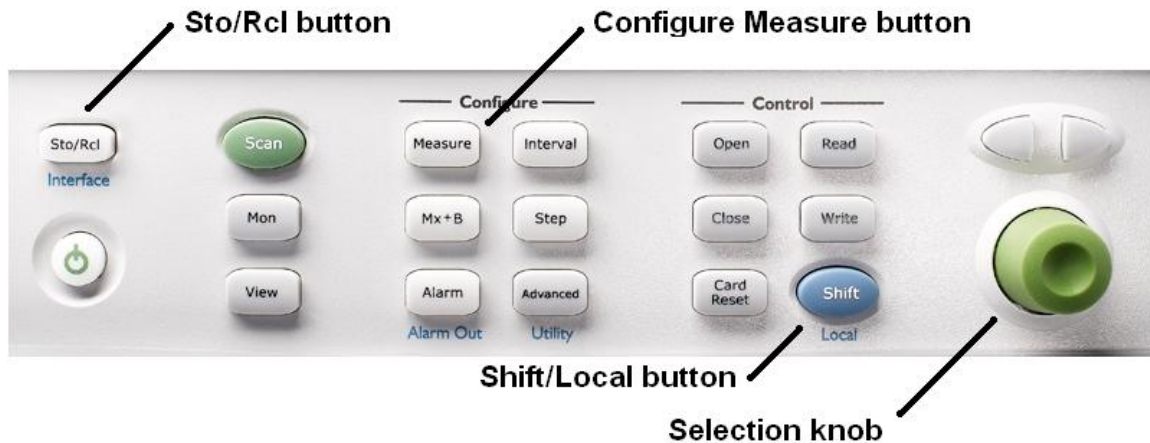 Sto/Rcl button
Configure Measure button
Configure
Control
Sto/Rcl
Scan
Measure
Interval
Open
Read
Interface
Mon
Mx+B
Step
Close
Write
View
Alarm
Advanced
Card
Reset
Shift
Alarm Out
Utility
Local
Shift/Local button
Selection knob